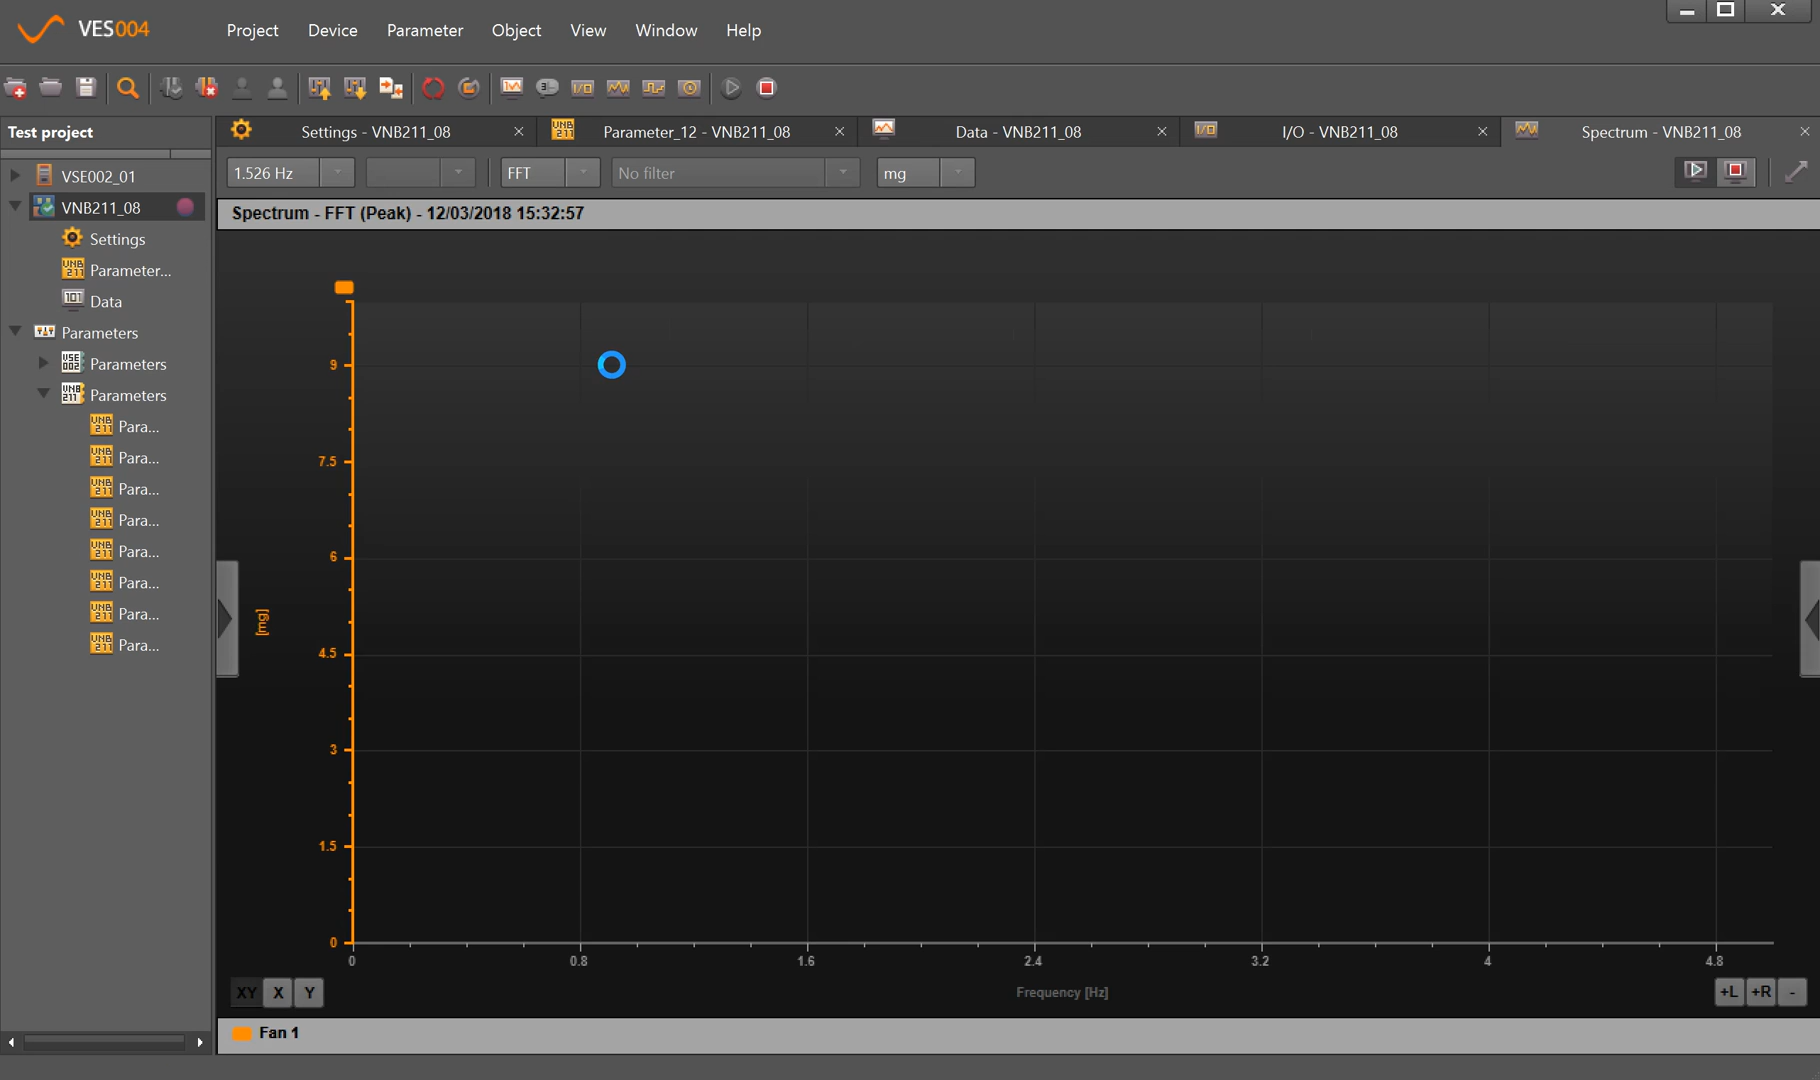 VES004
Project Device Parameter Object View Window Help
Test project
Settings - VNB211_08
Parameter_12 - VNB211_08
Data - VNB211_08
I/O - VNB211_08
Spectrum - VNB211_08
1.526 Hz
FFT
No filter
mg
Spectrum - FFT (Peak) - 12/03/2018 15:32:57
VSE002_01
VNB211_08
Settings
Parameter...
Data
Parameters
Parameters
Parameters
Para...
Para...
Para...
Para...
Para...
Para...
Para...
Para...
9
7.5
6
4.5
3
1.5
0
[mg]
0 0.8 1.6 2.4 3.2 4 4.8
Frequency [Hz]
XY X Y
+L +R -
Fan 1